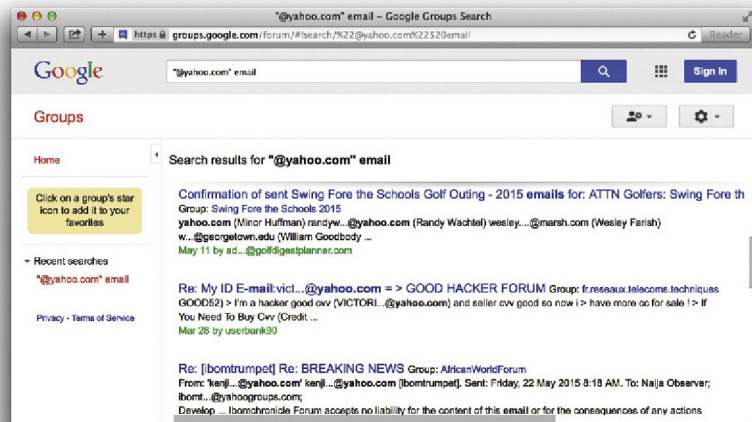 "@yahoo.com" email – Google Groups Search
https groups.google.com/forum/#!search/%22@yahoo.com%22$20email
Reader
Google
"@yahoo.com" email
Sign in
Groups
Home
Click on a group's star
icon to add it to your
favorites
Recent searches
"@yahoo.com" email
Privacy - Terms of Service
Search results for "@yahoo.com" email
Confirmation of sent Swing Fore the Schools Golf Outing - 2015 emails for: ATTN Golfers: Swing Fore th
Group: Swing Fore the Schools 2015
yahoo.com (Minor Huffman) randyw...@yahoo.com (Randy Wachtel) wesley....@marsh.com (Wesley Farish)
w...@georgetown.edu (William Goodbody ...
May 11 by ad...@golfdigestplanner.com
Re: My ID E-mail:vict...@yahoo.com = > GOOD HACKER FORUM Group: fr.reseaux.telecoms.techniques
GOOD52) > I'm a hacker good cvv (VICTORI...@yahoo.com) and seller cvv good so now i > have more cc for sale ! > If
You Need To Buy Cvv (Credit ...
Mar 28 by userbank90
Re: [ibomtrumpet] Re: BREAKING NEWS Group: AfricanWorldForum
From: 'kenji...@yahoo.com' kenji...@yahoo.com [ibomtrumpet]. Sent: Friday, 22 May 2015 8:18 AM. To: Naija Observer;
ibomt...@yahoogroups.com;
Develop ... Ibomchronicle Forum accepts no liability for the content of this email or for the consequences of any actions